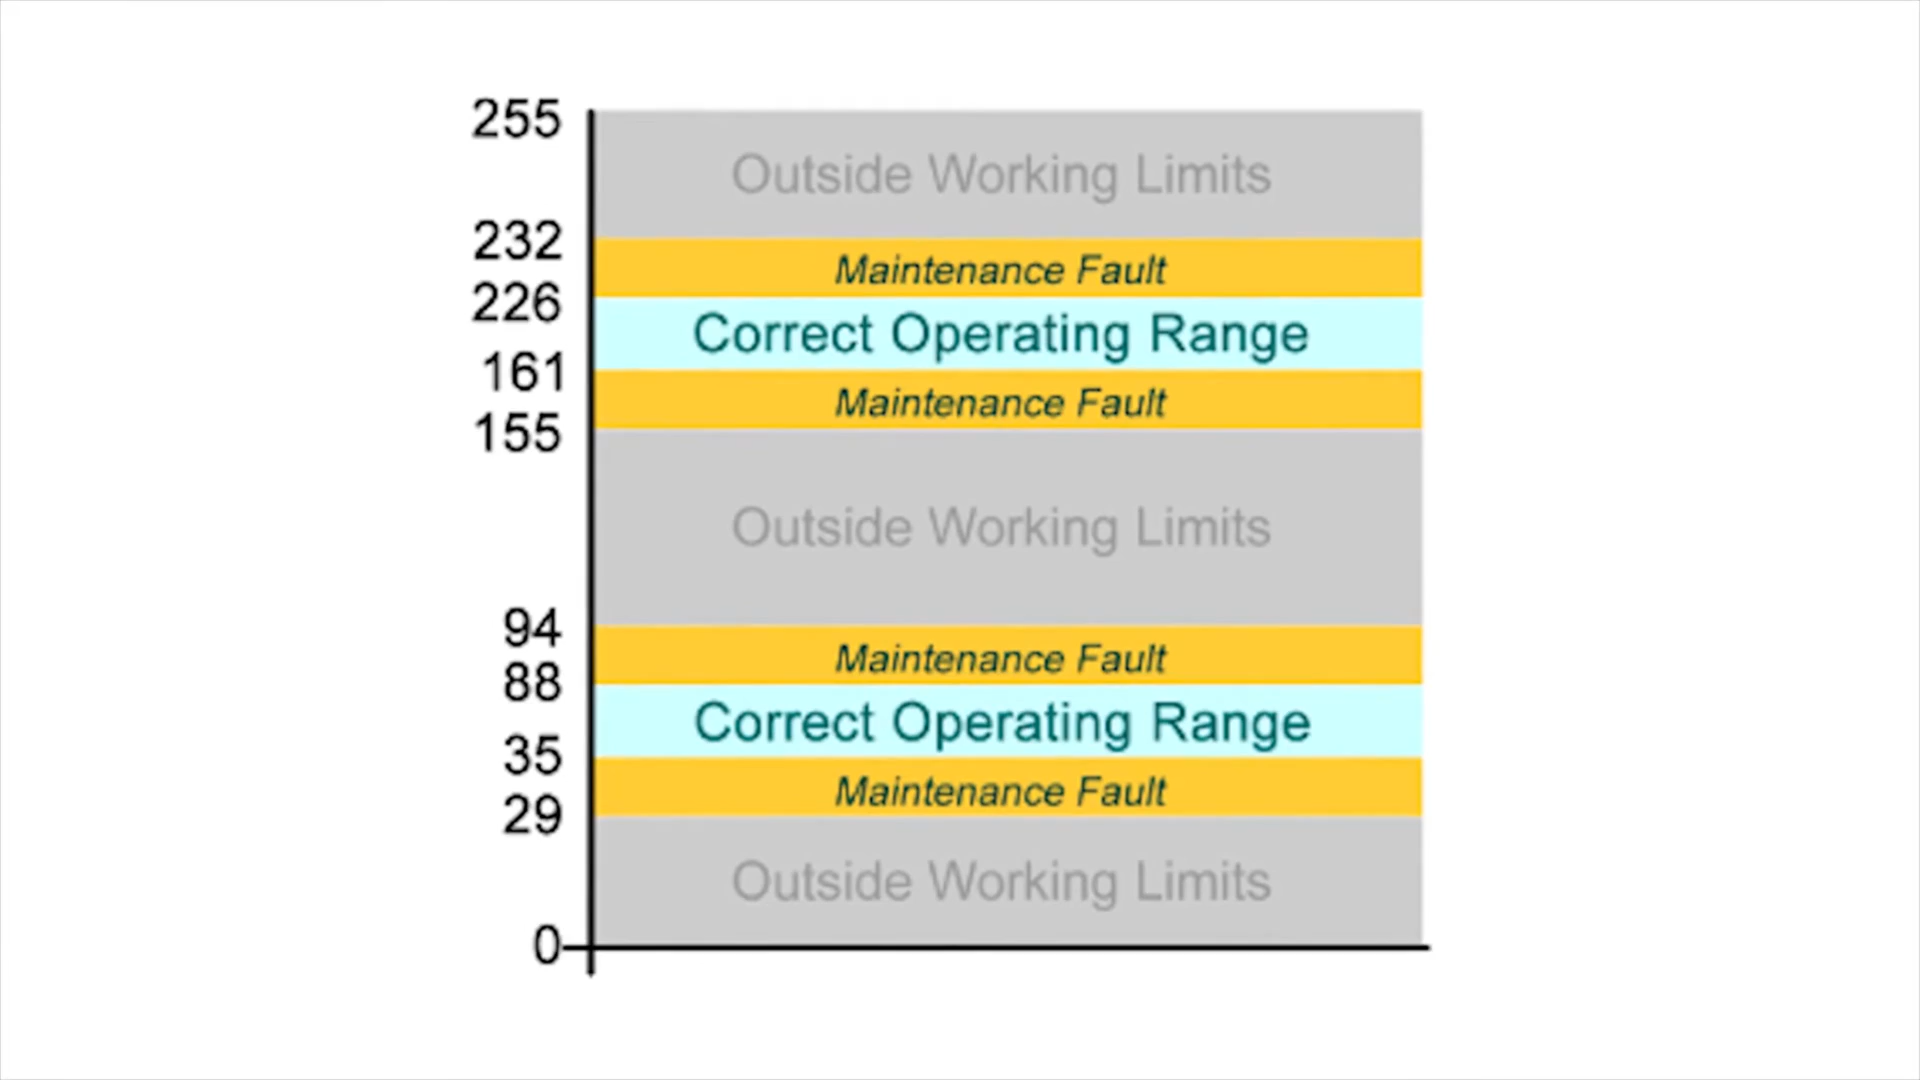 255
Outside Working Limits
232
Maintenance Fault
226
Correct Operating Range
161
Maintenance Fault
155
Outside Working Limits
94
Maintenance Fault
88
Correct Operating Range
35
Maintenance Fault
29
Outside Working Limits
0